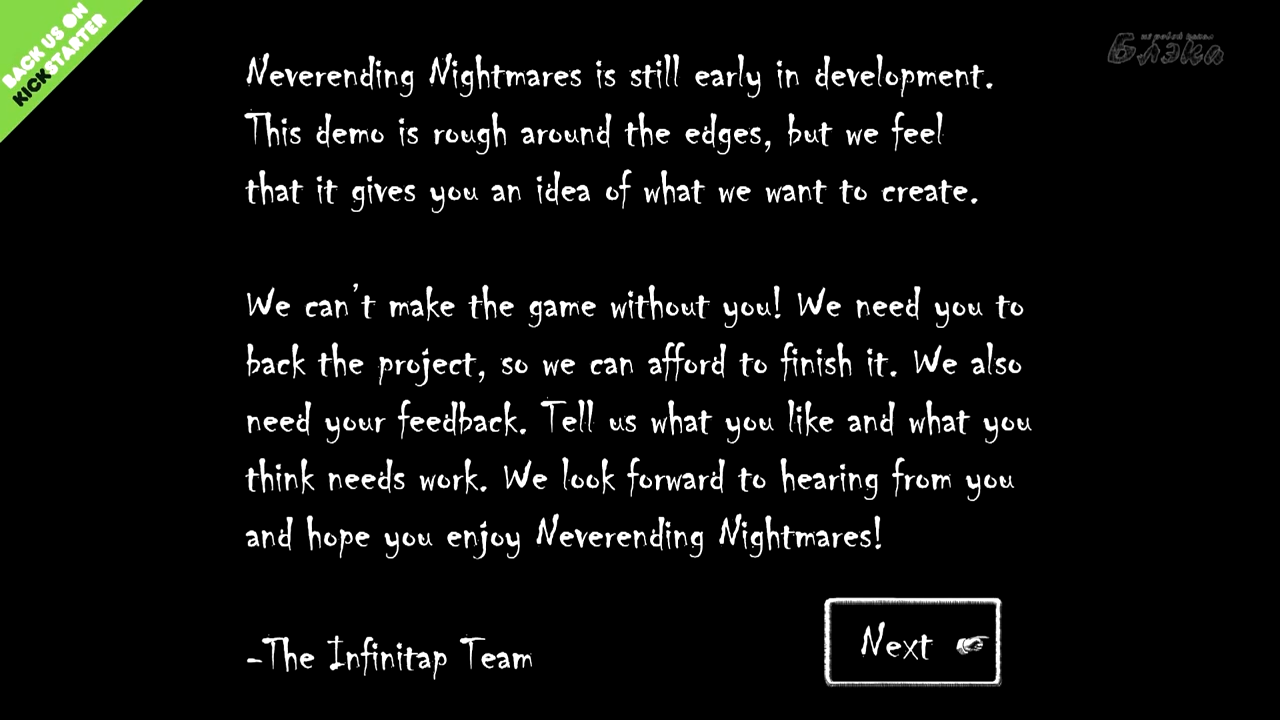 BACK US ON
KICKSTARTER
Блэка
Neverending Nightmares is still early in development.
This demo is rough around the edges, but we feel
that it gives you an idea of what we want to create.
We can't make the game without you! We need you to
back the project, so we can afford to finish it. We also
need your feedback. Tell us what you like and what you
think needs work. We look forward to hearing from you
and hope you enjoy Neverending Nightmares!
-The Infinitap Team
Next